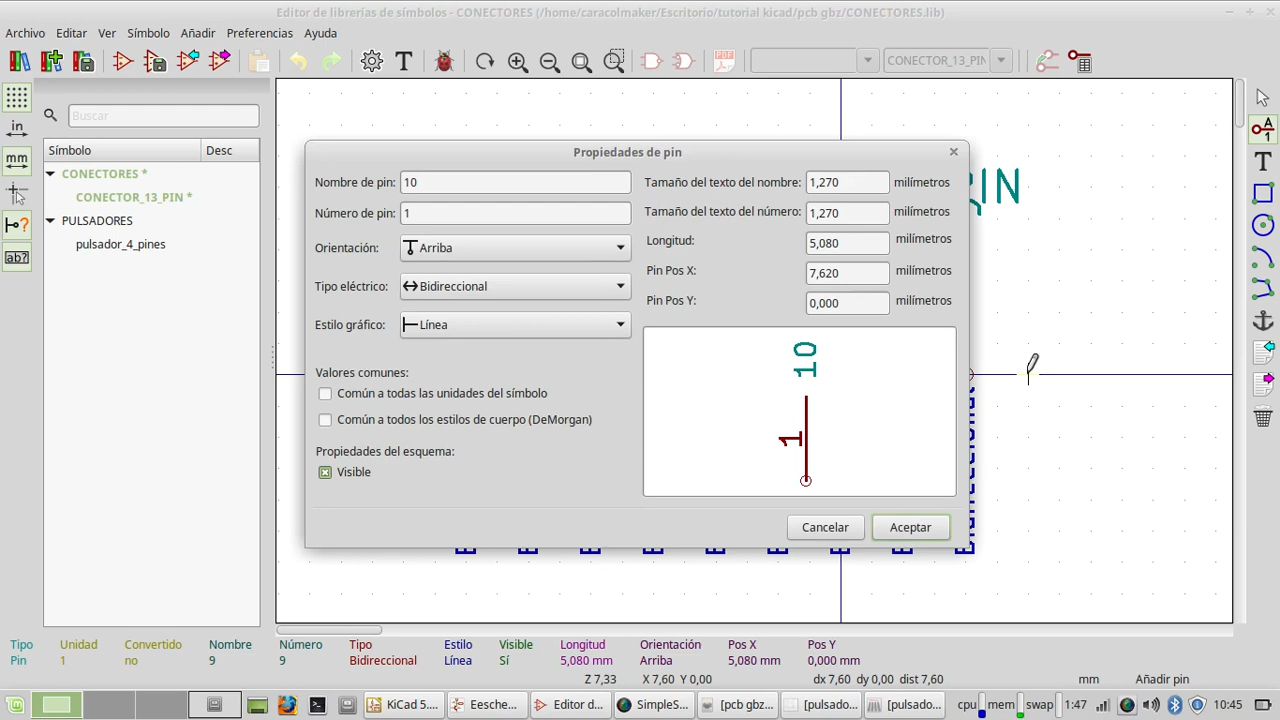 Editor de librerías de símbolos - CONECTORES (/home/caracolmaker/Escritorio/tutorial kicad/pcb gbz/CONECTORES.lib)
Archivo Editar Ver Símbolo Añadir Preferencias Ayuda
T PDF CONECTOR_13_PIN
in
mm
ab?
Buscar
Símbolo Desc
CONECTORES *
CONECTOR_13_PIN *
PULSADORES
pulsador_4_pines
PIN
Propiedades de pin
Nombre de pin: 10
Número de pin: 1
Orientación: Arriba
Tipo eléctrico: Bidireccional
Estilo gráfico: Línea
Valores comunes:
Común a todas las unidades del símbolo
Común a todos los estilos de cuerpo (DeMorgan)
Propiedades del esquema:
Visible
Tamaño del texto del nombre: 1,270 milímetros
Tamaño del texto del número: 1,270 milímetros
Longitud: 5,080 milímetros
Pin Pos X: 7,620 milímetros
Pin Pos Y: 0,000 milímetros
10
1
Cancelar Aceptar
A
1
T
Tipo Unidad Convertido Nombre Número Tipo Estilo Visible Longitud Orientación Pos X Pos Y
Pin 1 no 9 9 Bidireccional Línea Sí 5,080 mm Arriba 5,080 mm 0,000 mm
Z 7,33 X 7,60 Y 0,00 dx 7,60 dy 0,00 dist 7,60 mm Añadir pin
KiCad 5.... Eesche... Editor d... SimpleS... [pcb gbz... [pulsado... [pulsado... cpu mem swap 1:47 10:45